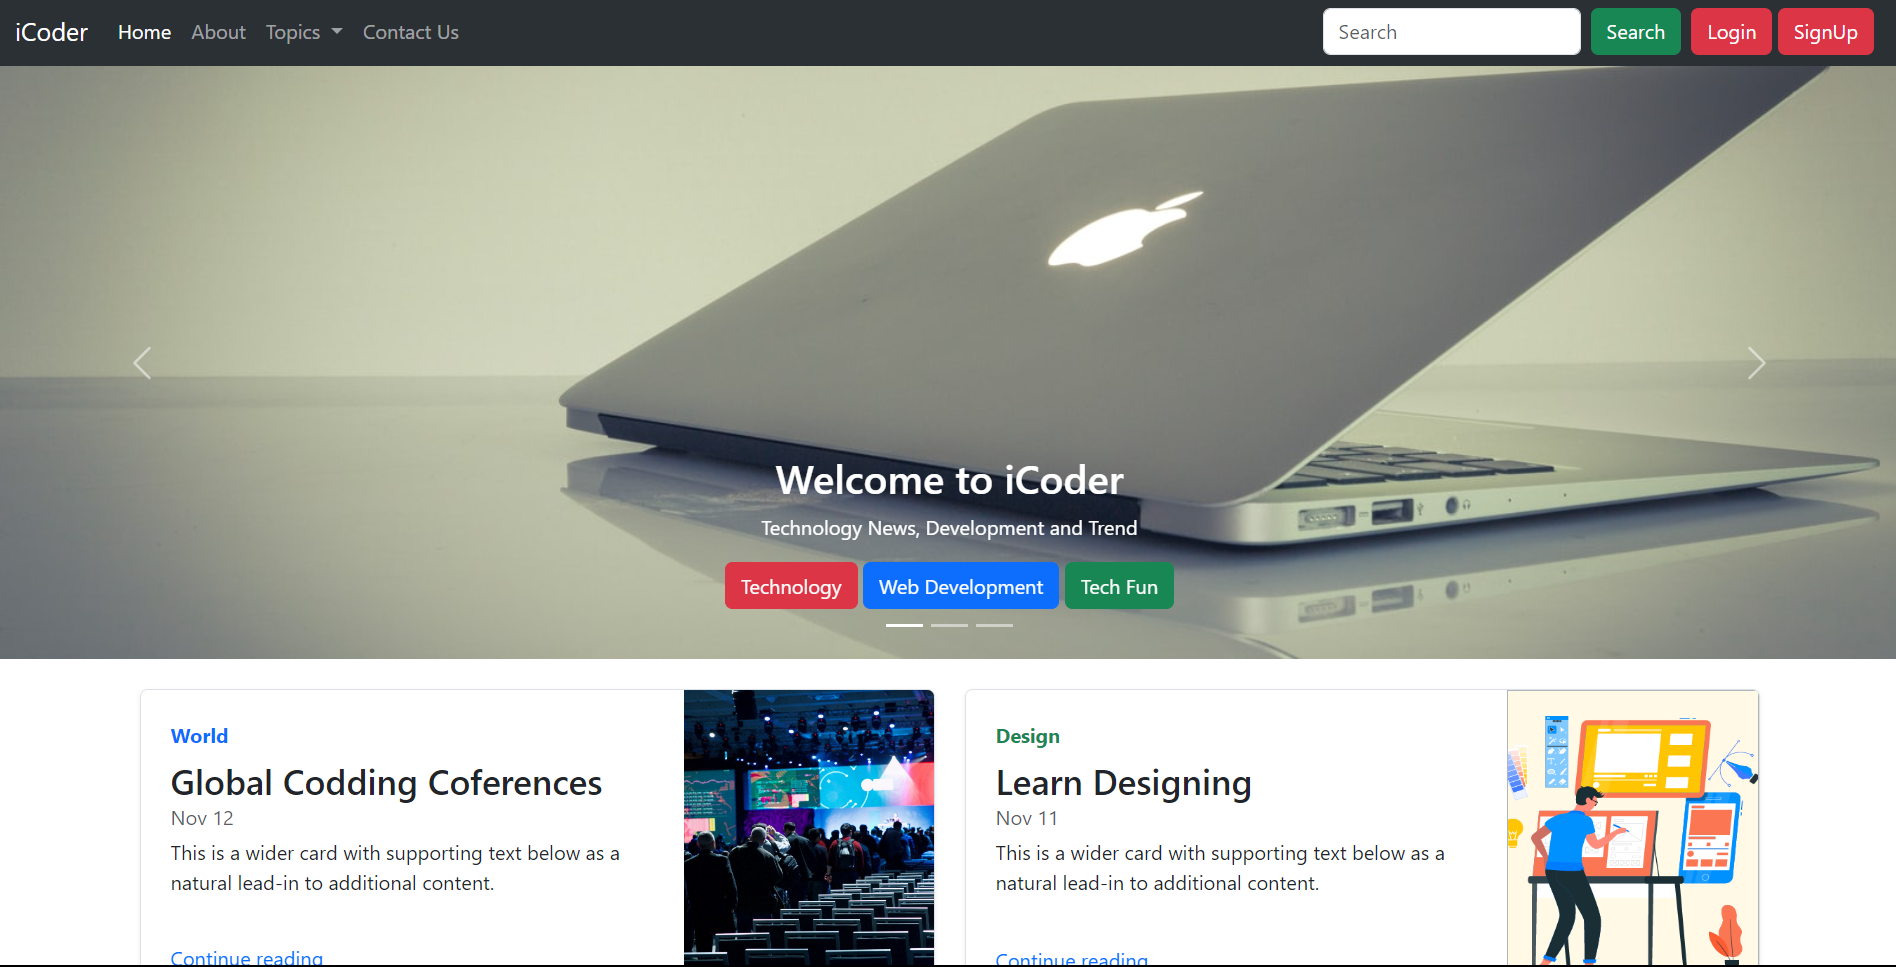 iCoder Home About Topics Contact Us Search Search Login SignUp
Welcome to iCoder
Technology News, Development and Trend
Technology Web Development Tech Fun
World
Global Codding Coferences
Nov 12
This is a wider card with supporting text below as a
natural lead-in to additional content.
Continue reading
Design
Learn Designing
Nov 11
This is a wider card with supporting text below as a
natural lead-in to additional content.
Continue reading